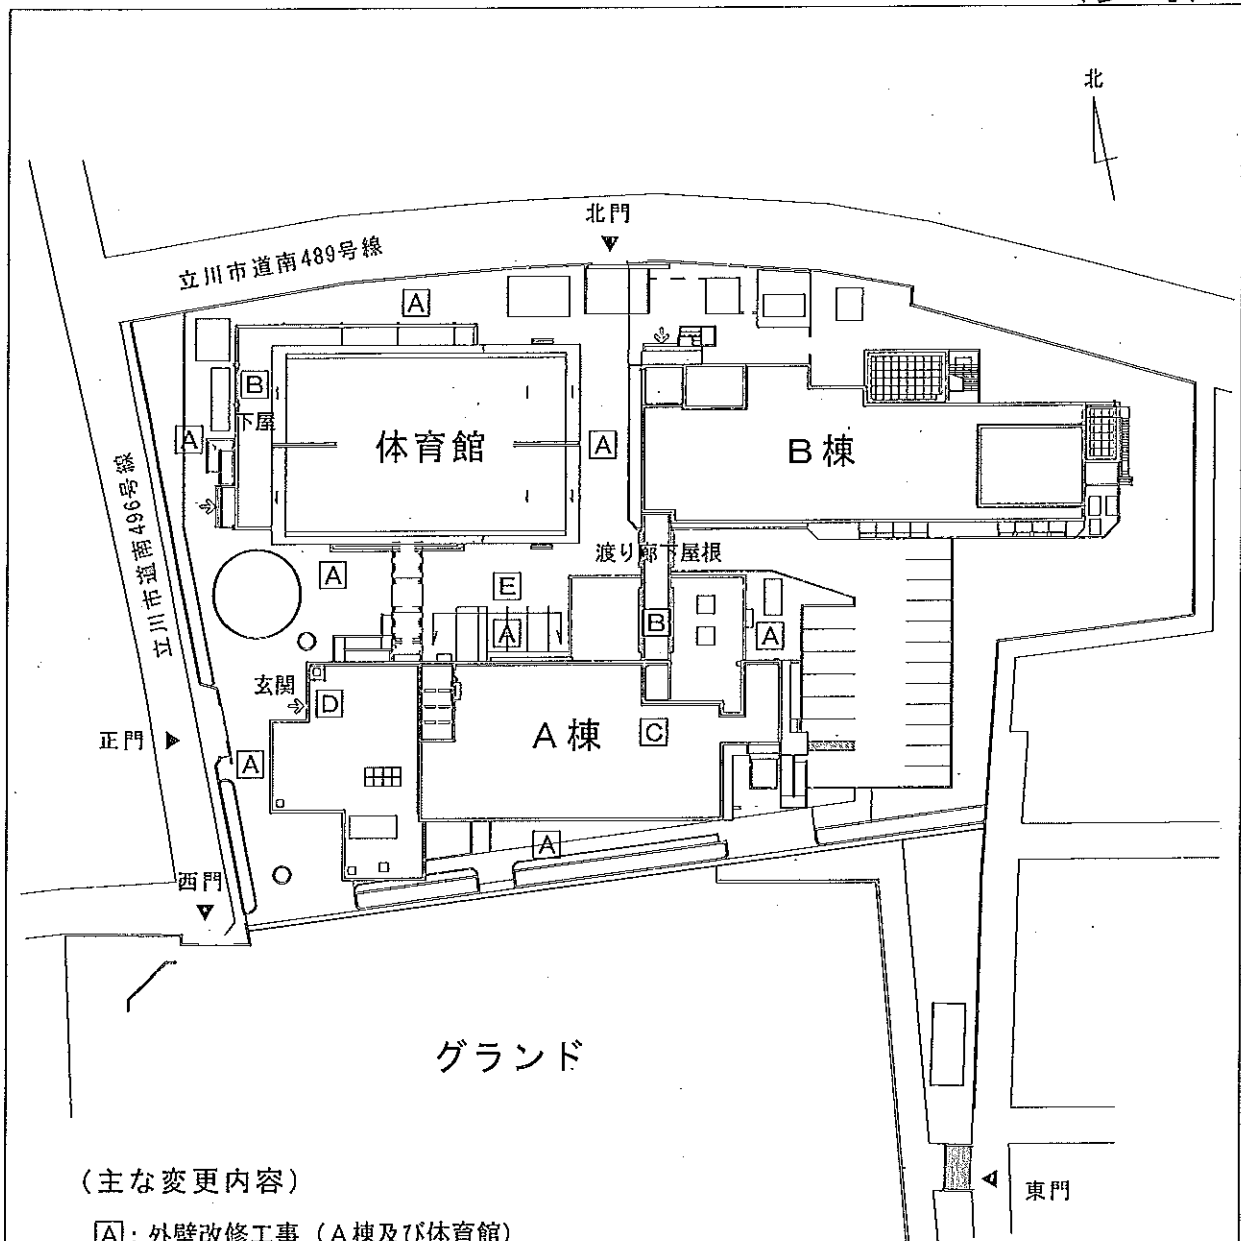 北
北門
立川市道南489号線
A
B
下屋
A
体育館
A
B棟
立川市道南496号線
渡り廊下屋根
A
E
A
B
A
玄関
D
A棟
C
正門
A
A
西門
グランド
東門
(主な変更内容)
A:外壁改修工事(A棟及び体育館)